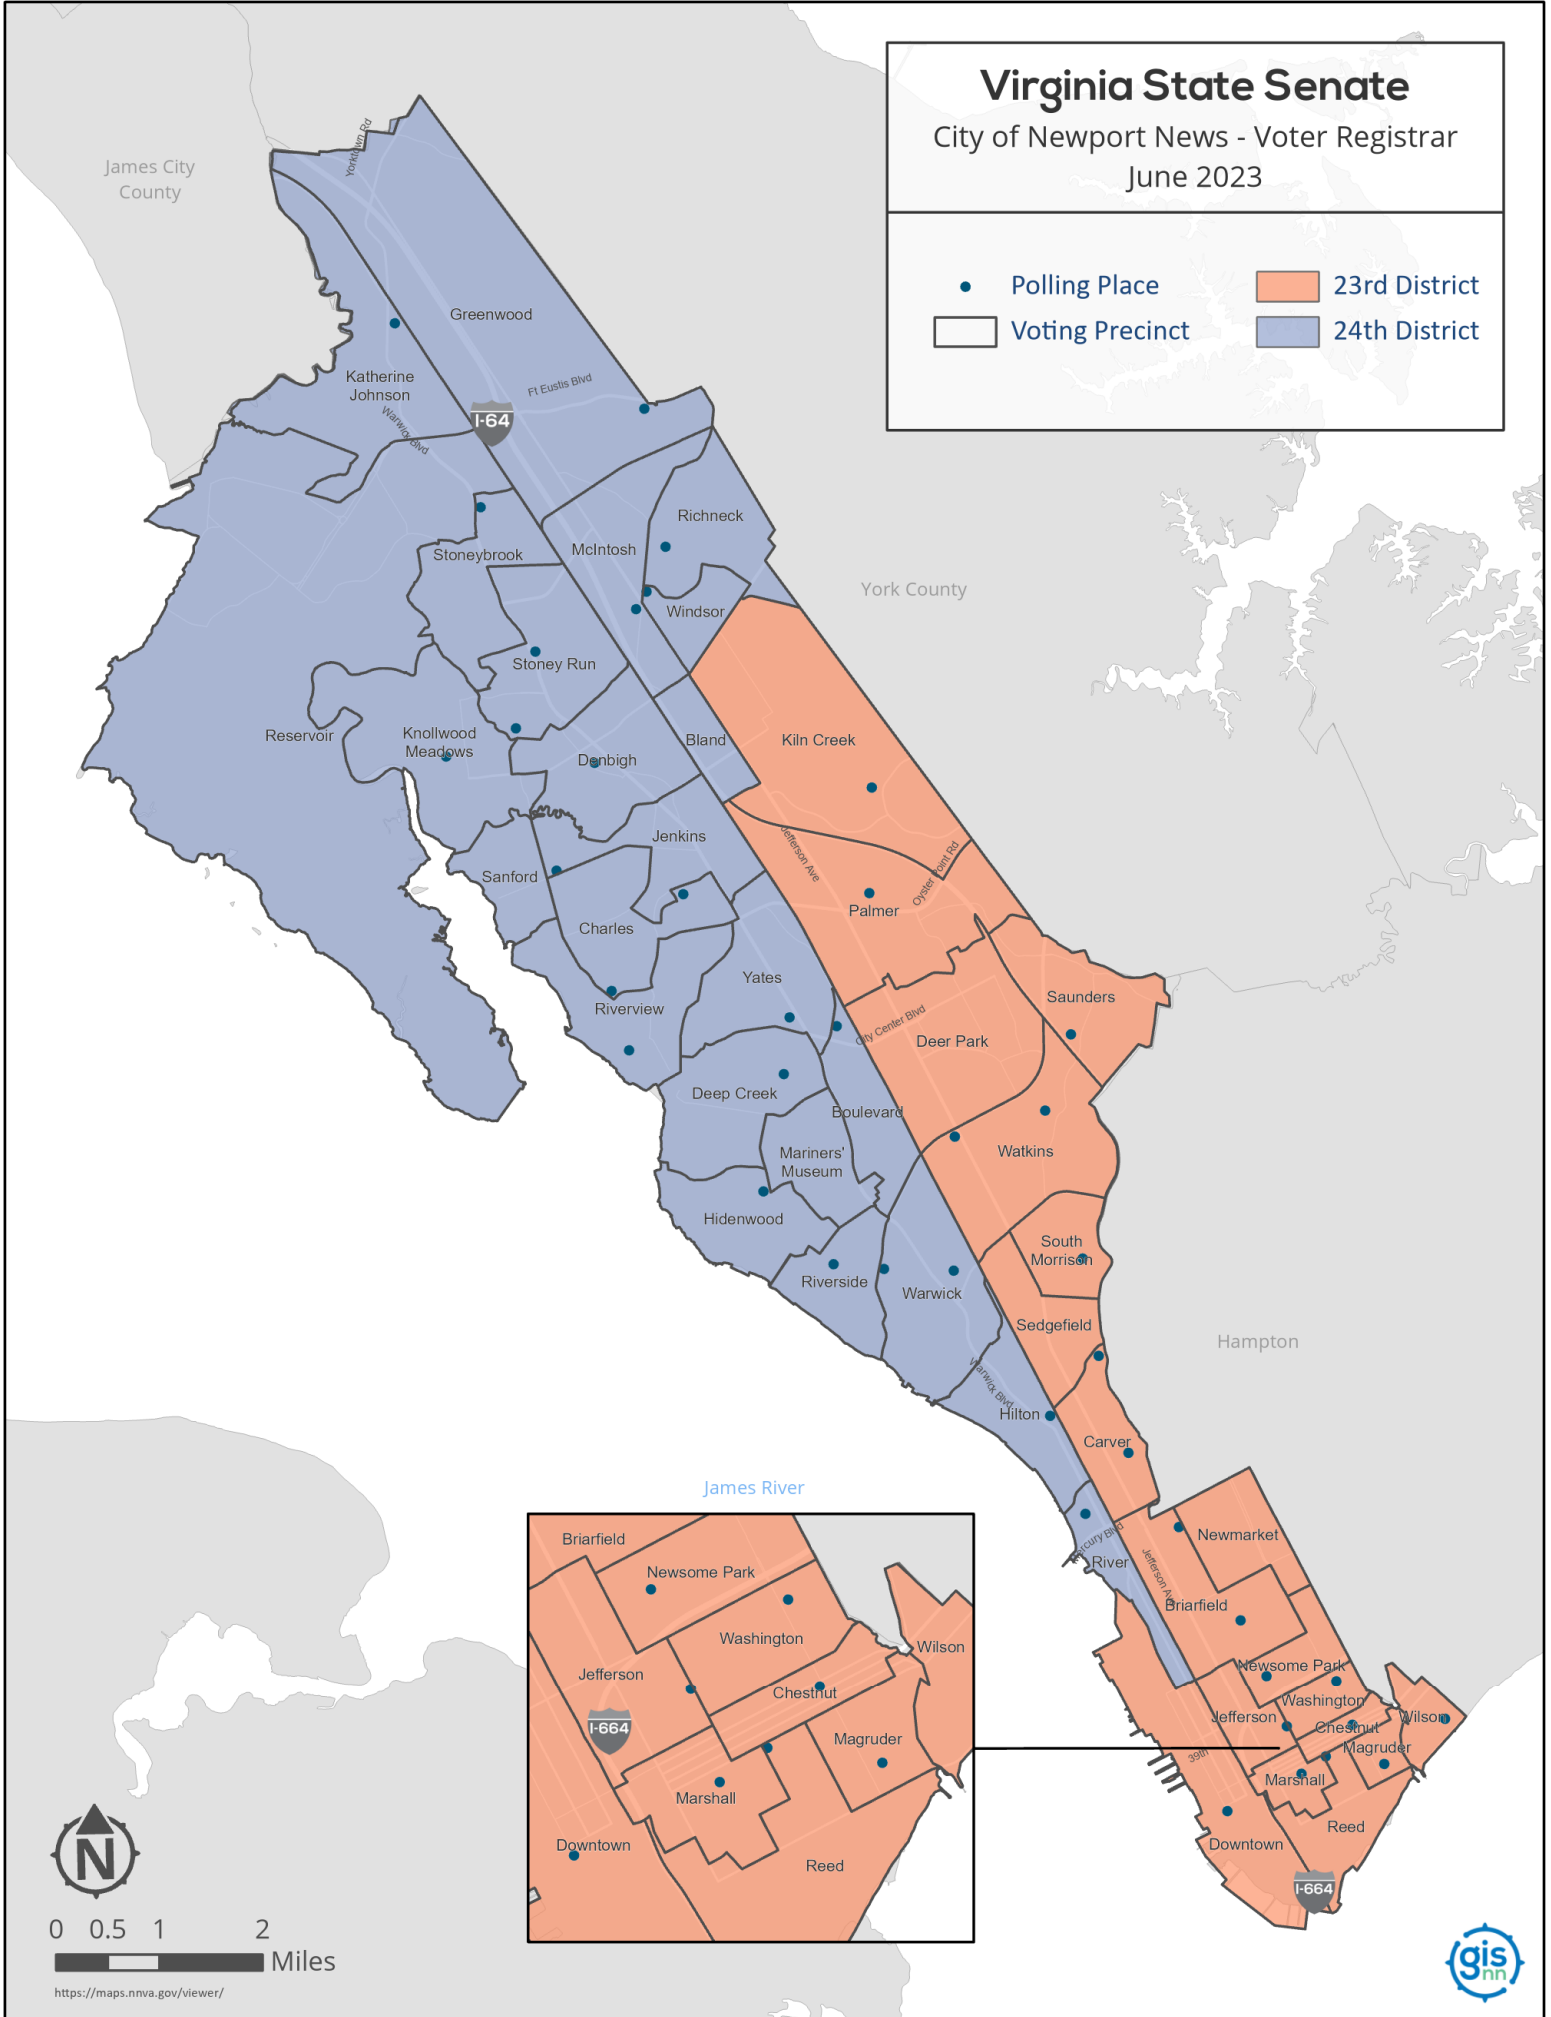 Virginia State Senate
City of Newport News - Voter Registrar
June 2023
Polling Place
Voting Precinct
23rd District
24th District
James City
County
Yorktown Rd
Greenwood
Katherine
Johnson
Ft Eustis Blvd
Warwick Blvd
I-64
Richneck
Stoneybrook
McIntosh
York County
Windsor
Stoney Run
Reservoir
Knollwood
Meadows
Bland
Kiln Creek
Denbigh
Jenkins
Jefferson Ave
Oyster Point Rd
Sanford
Palmer
Charles
Yates
Saunders
Riverview
City Center Blvd
Deer Park
Deep Creek
Boulevard
Mariners'
Museum
Watkins
Hidenwood
South
Morrison
Riverside
Warwick
Sedgefield
Hampton
Warwick Blvd
Hilton
Carver
James River
Mercury Blvd
River
Newmarket
Jefferson Ave
Briarfield
Newsome Park
Washington
Jefferson
Chestnut
Wilson
39th
Magruder
Marshall
Reed
Downtown
I-664
Briarfield
Newsome Park
Washington
Wilson
Jefferson
Chestnut
I-664
Magruder
Marshall
Downtown
Reed
N
0 0.5 1 2
Miles
https://maps.nnva.gov/viewer/
gis
nn